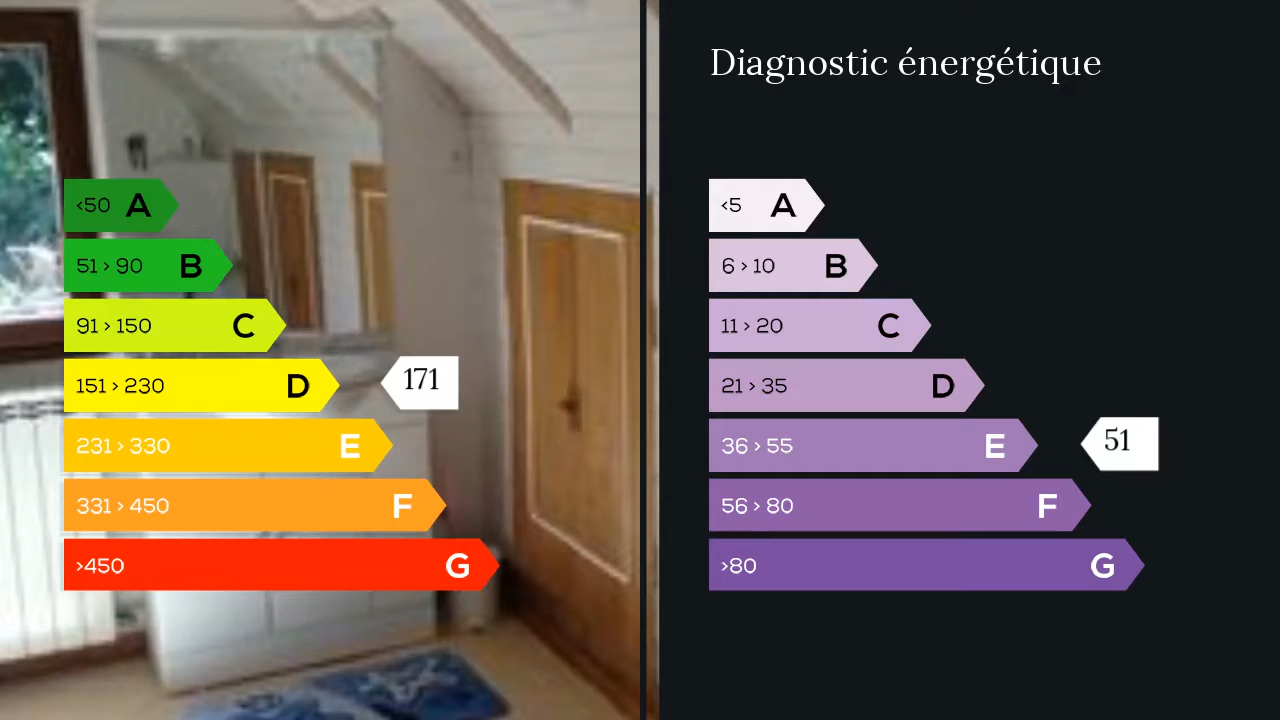 Diagnostic énergétique
<50 A
51 > 90 B
91 > 150 C
151 > 230 D
171
231 > 330 E
331 > 450 F
>450 G
<5 A
6 > 10 B
11 > 20 C
21 > 35 D
36 > 55 E
51
56 > 80 F
>80 G